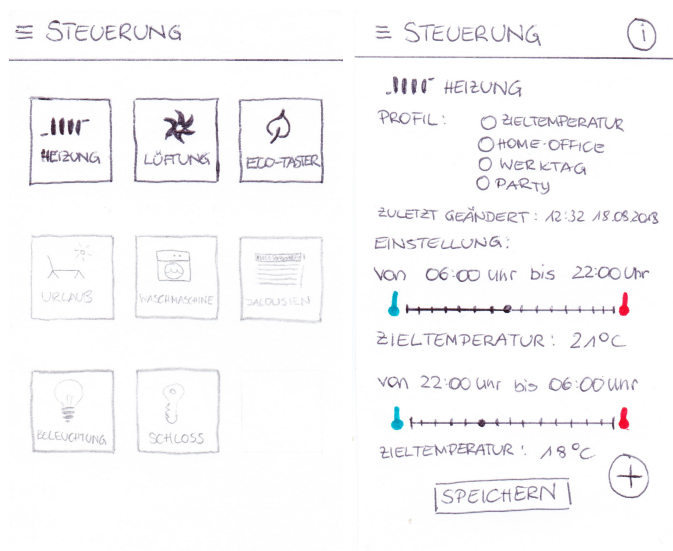 STEUERUNG
HEIZUNG
LÜFTUNG
ECO-TASTER
URLAUB
WASCHMASCHINE
JALOUSIEN
BELEUCHTUNG
SCHLOSS
STEUERUNG
i
HEIZUNG
PROFIL: ZIELTEMPERATUR
HOME-OFFICE
WERKTAG
PARTY
ZULETZT GEÄNDERT: 12:32 18.08.2013
EINSTELLUNG:
von 06:00 Uhr bis 22:00 Uhr
ZIELTEMPERATUR: 21°C
von 22:00 Uhr bis 06:00 Uhr
ZIELTEMPERATUR: 18°C
+
SPEICHERN